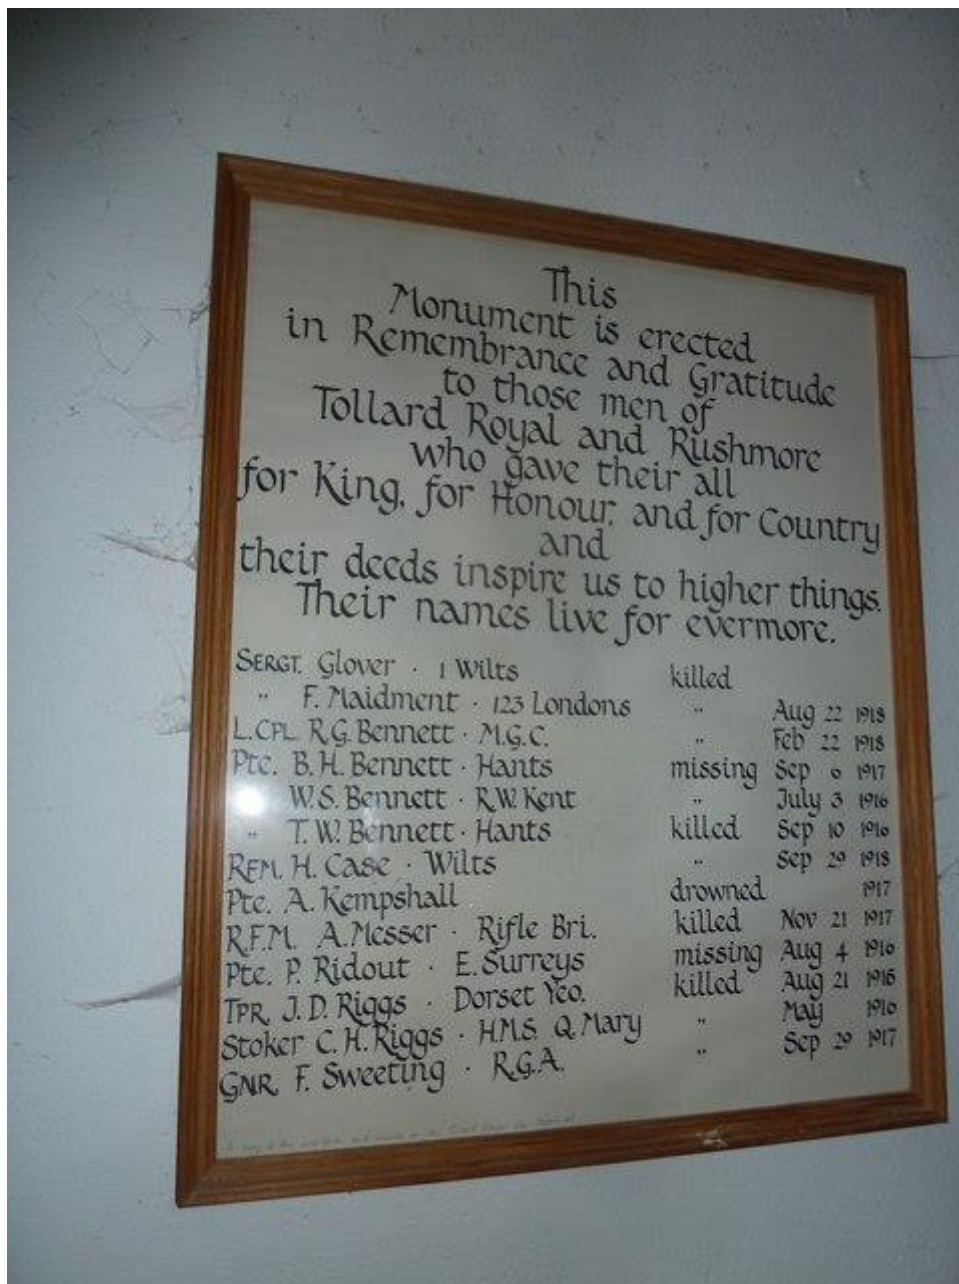 This
Monument is erected
in Remembrance and Gratitude
to those men of
Tollard Royal and Rushmore
who gave their all
for King, for Honour, and for Country
and
their deeds inspire us to higher things.
Their names live for evermore.
SERGT. Glover · 1 Wilts killed
" F. Maidment · 123 Londons " Aug 22 1918
L.CPL R.G. Bennett · M.G.C. " Feb 22 1918
Pte. B.H. Bennett · Hants missing Sep 6 1917
W.S. Bennett · R.W. Kent " July 3 1916
" T.W. Bennett · Hants killed Sep 10 1916
RFM. H. Case · Wilts " Sep 29 1918
Pte. A. Kempshall drowned 1917
R.F.M. A. Messer · Rifle Bri. killed Nov 21 1917
Pte. P. Ridout · E. Surreys missing Aug 4 1916
TPR. J.D. Riggs · Dorset Yeo. killed Aug 21 1915
Stoker C.H. Riggs · H.M.S. Q. Mary " May 1916
GNR. F. Sweeting · R.G.A. " Sep 29 1917